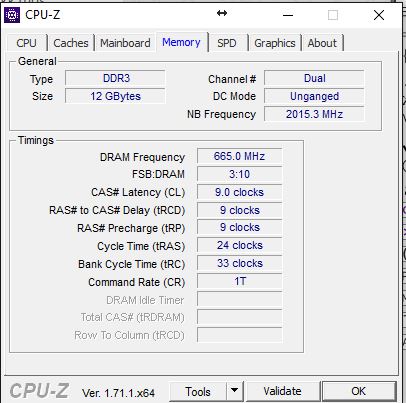 CPU-Z
CPU Caches Mainboard Memory SPD Graphics About
General
Type DDR3 Channel # Dual
Size 12 GBytes DC Mode Unganged
NB Frequency 2015.3 MHz
Timings
DRAM Frequency 665.0 MHz
FSB:DRAM 3:10
CAS# Latency (CL) 9.0 clocks
RAS# to CAS# Delay (tRCD) 9 clocks
RAS# Precharge (tRP) 9 clocks
Cycle Time (tRAS) 24 clocks
Bank Cycle Time (tRC) 33 clocks
Command Rate (CR) 1T
DRAM Idle Timer
Total CAS# (tRDRAM)
Row To Column (tRCD)
CPU-Z Ver. 1.71.1.x64 Tools Validate OK